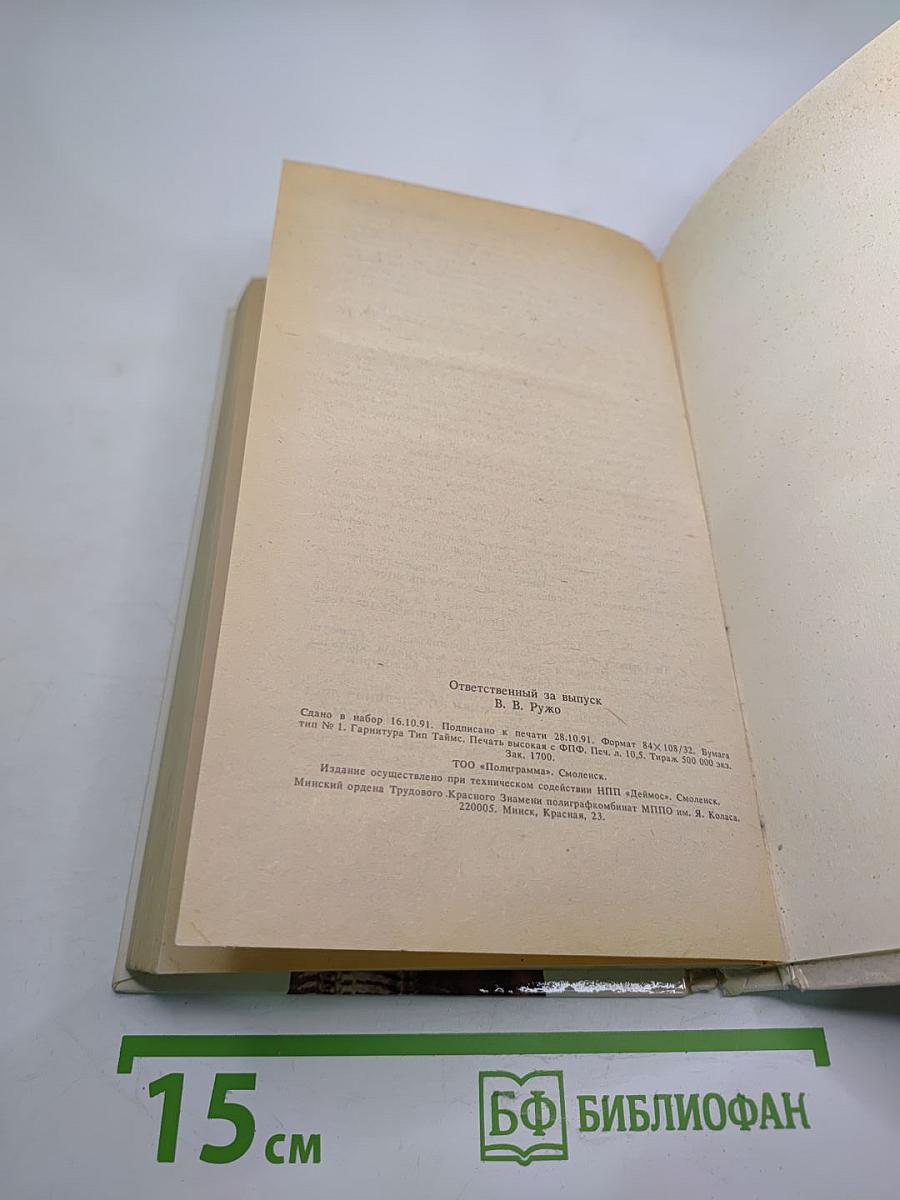 Ответственный за выпуск
В. В. Ружо
Сдано в набор 16.10.91. Подписано к печати 28.10.91. Формат 84×108/32. Бумага
тип № 1. Гарнитура Тип Таймс. Печать высокая с ФПФ. Печ. л. 10,5. Тираж 500 000 экз.
Зак. 1700.
ТОО «Полиграмма». Смоленск.
Издание осуществлено при техническом содействии НПП «Деймос». Смоленск.
Минский ордена Трудового Красного Знамени полиграфкомбинат МППО им. Я. Коласа.
220005. Минск, Красная, 23.
15 см
БФ БИБЛИОФАН